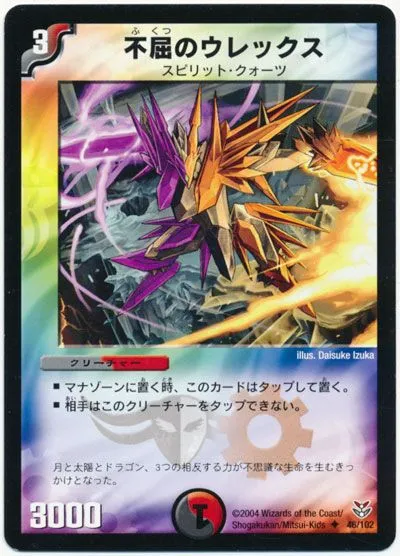 3
ふくつ
不屈のウレックス
スピリット・クォーツ
illus. Daisuke Izuka
クリーチャー
■ マナゾーンに置く時、このカードはタップして置く。
■ 相手はこのクリーチャーをタップできない。
月と太陽とドラゴン、3つの相反する力が不思議な生命を生むきっ
かけとなった。
3000
1
©2004 Wizards of the Coast/
Shogakukan/Mitsui-Kids
46/102